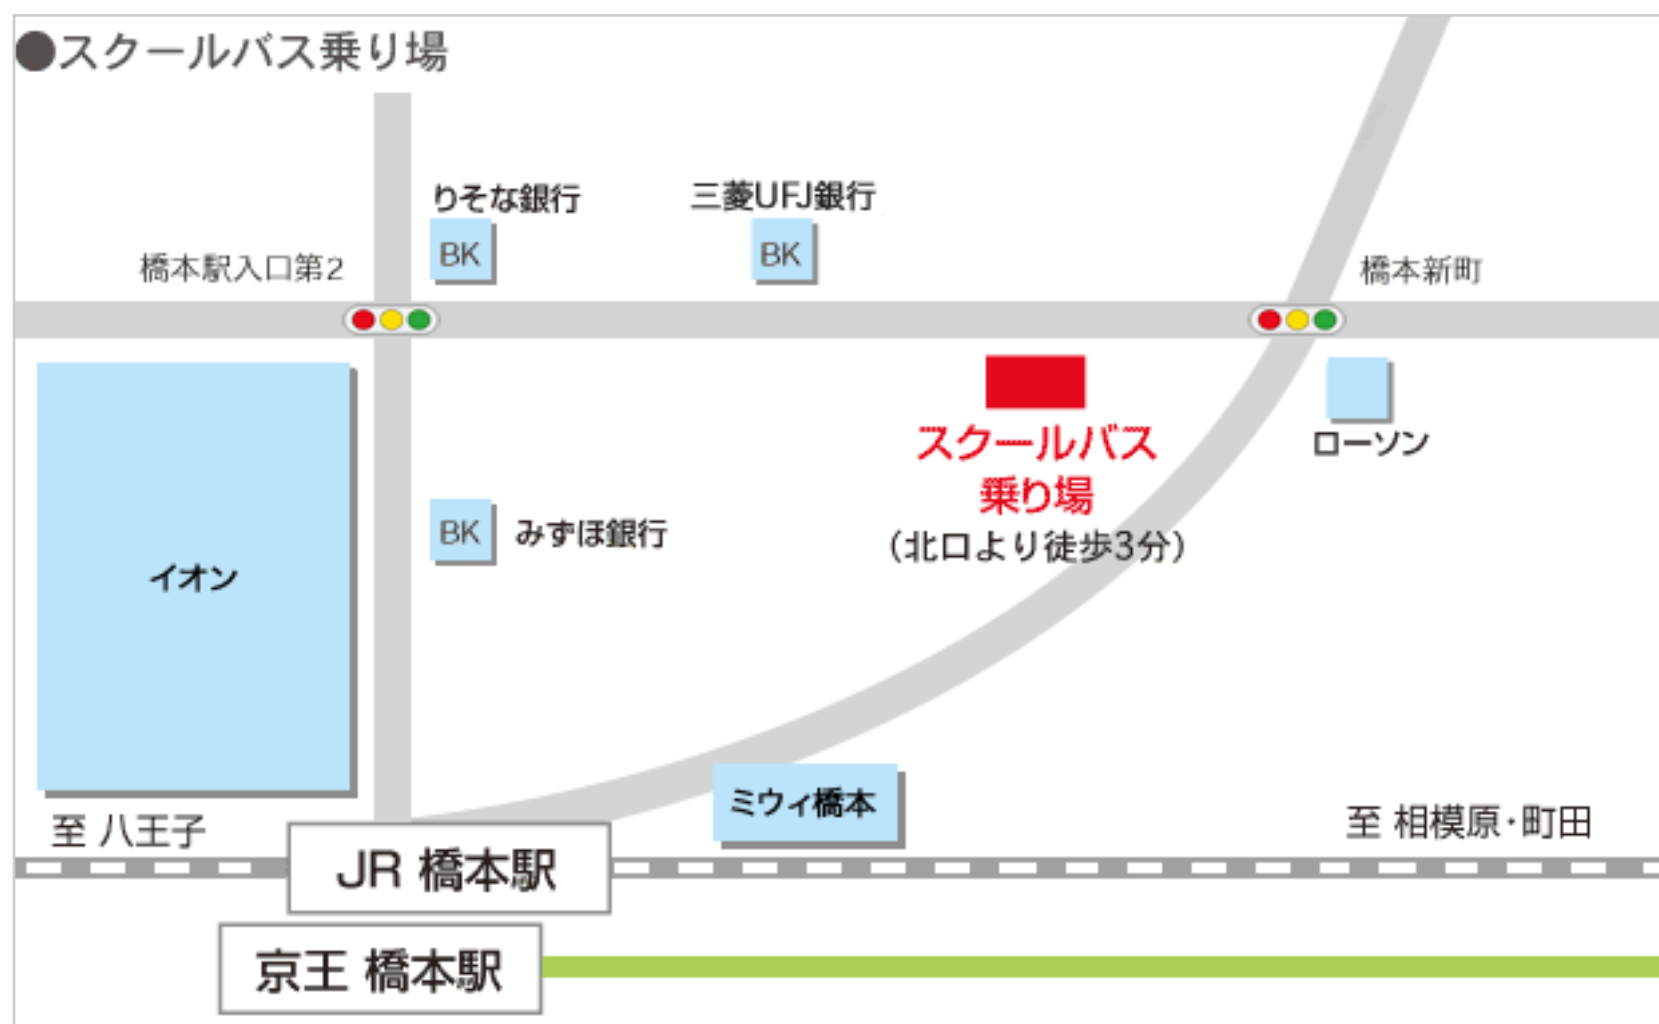 ●スクールバス乗り場
りそな銀行
三菱UFJ銀行
BK
BK
橋本駅入口第2
橋本新町
スクールバス
乗り場
（北口より徒歩3分）
ローソン
BK
みずほ銀行
イオン
ミウィ橋本
至 八王子
至 相模原･町田
JR 橋本駅
京王 橋本駅